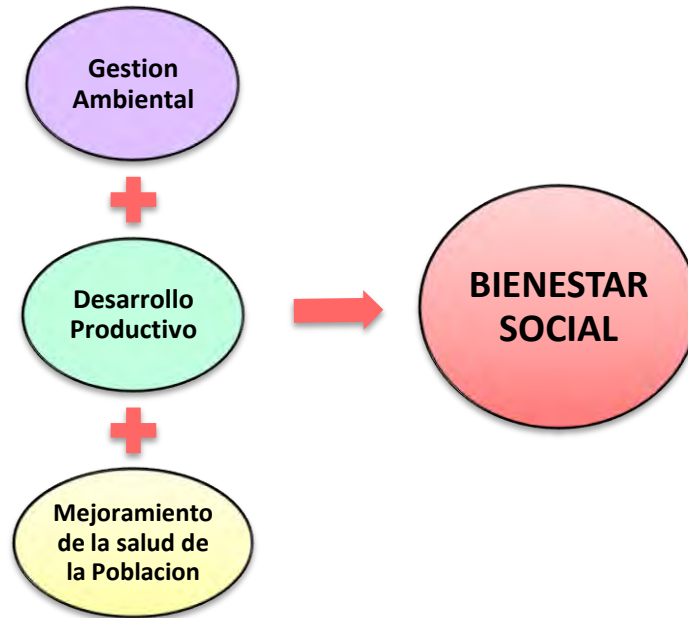 Gestion
Ambiental
Desarrollo
Productivo
BIENESTAR
SOCIAL
Mejoramiento
de la salud de
la Poblacion